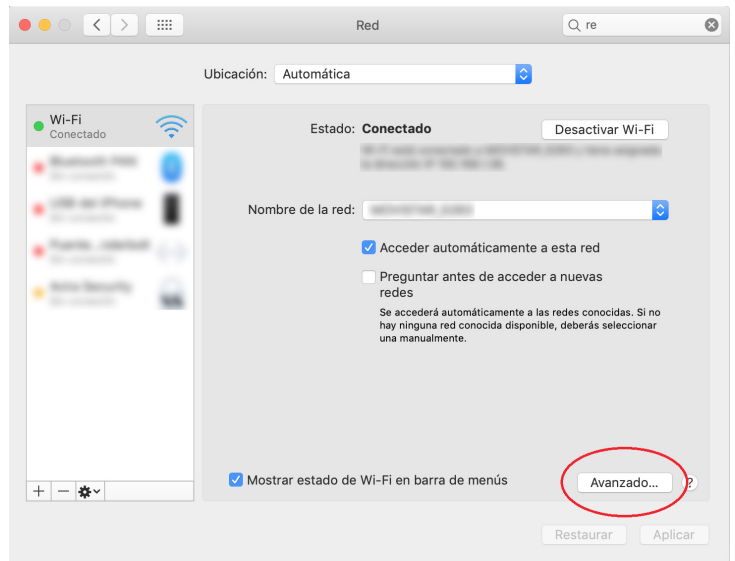 Red
re
Ubicación: Automática
Wi-Fi
Conectado
Estado: Conectado
Desactivar Wi-Fi
Nombre de la red:
Acceder automáticamente a esta red
Preguntar antes de acceder a nuevas
redes
Se accederá automáticamente a las redes conocidas. Si no
hay ninguna red conocida disponible, deberás seleccionar
una manualmente.
Mostrar estado de Wi-Fi en barra de menús
Avanzado...
?
Restaurar
Aplicar